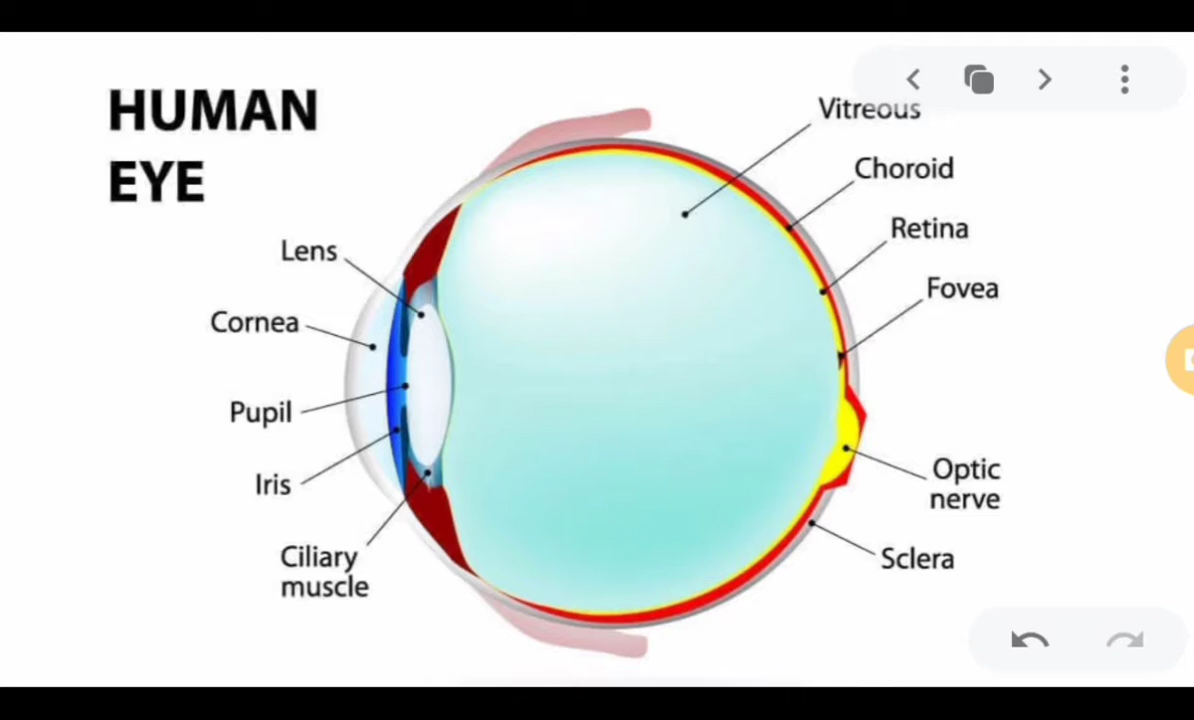 HUMAN
EYE
Lens
Cornea
Pupil
Iris
Ciliary
muscle
Vitreous
Choroid
Retina
Fovea
Optic
nerve
Sclera